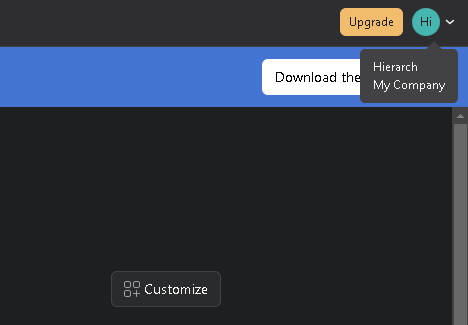 Upgrade
Hi
Hierarch
My Company
Download the
Customize